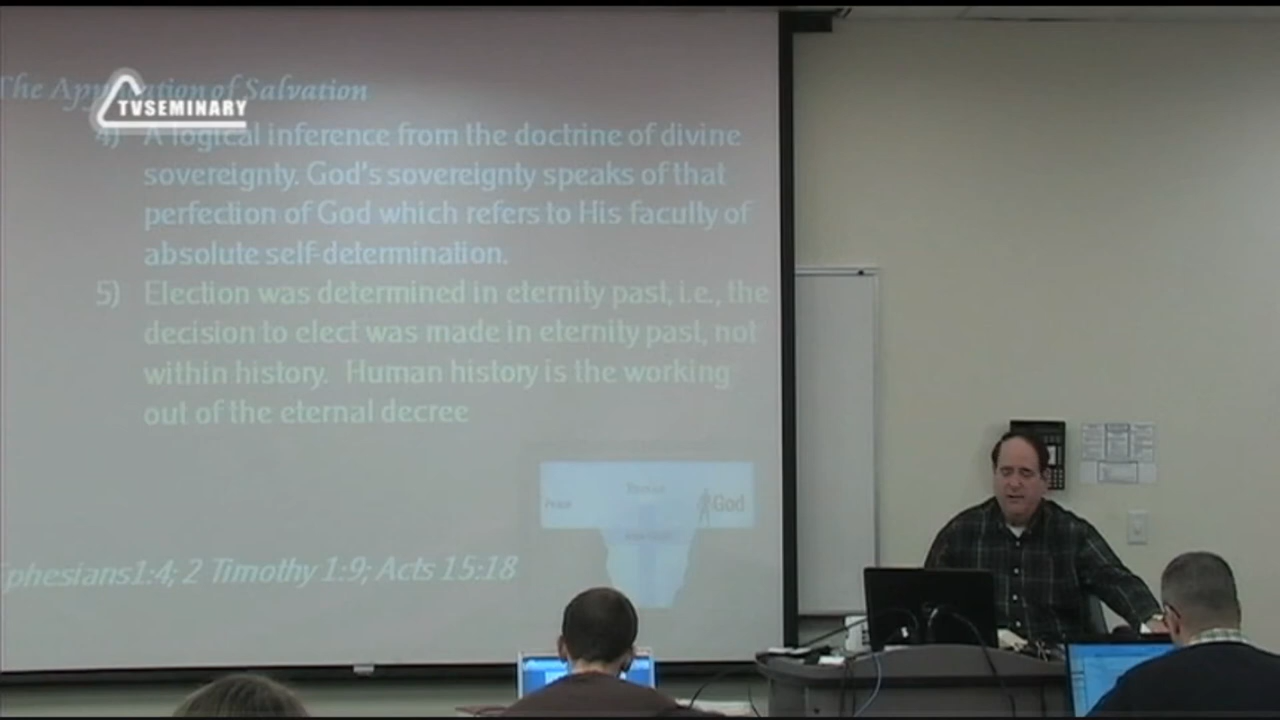 The Application of Salvation
TVSEMINARY
4) A logical inference from the doctrine of divine
sovereignty. God's sovereignty speaks of that
perfection of God which refers to His faculty of
absolute self-determination.
5) Election was determined in eternity past, i.e., the
decision to elect was made in eternity past, not
within history. Human history is the working
out of the eternal decree
God
phesians1:4; 2 Timothy 1:9; Acts 15:18